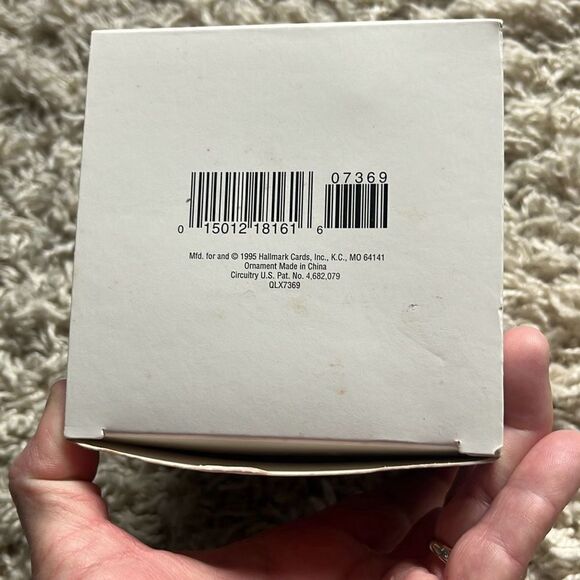 07369
0 15012 18161 6
Mfd. for and © 1995 Hallmark Cards, Inc., K.C., MO 64141
Ornament Made in China
Circuitry U.S. Pat. No. 4,682,079
QLX7369